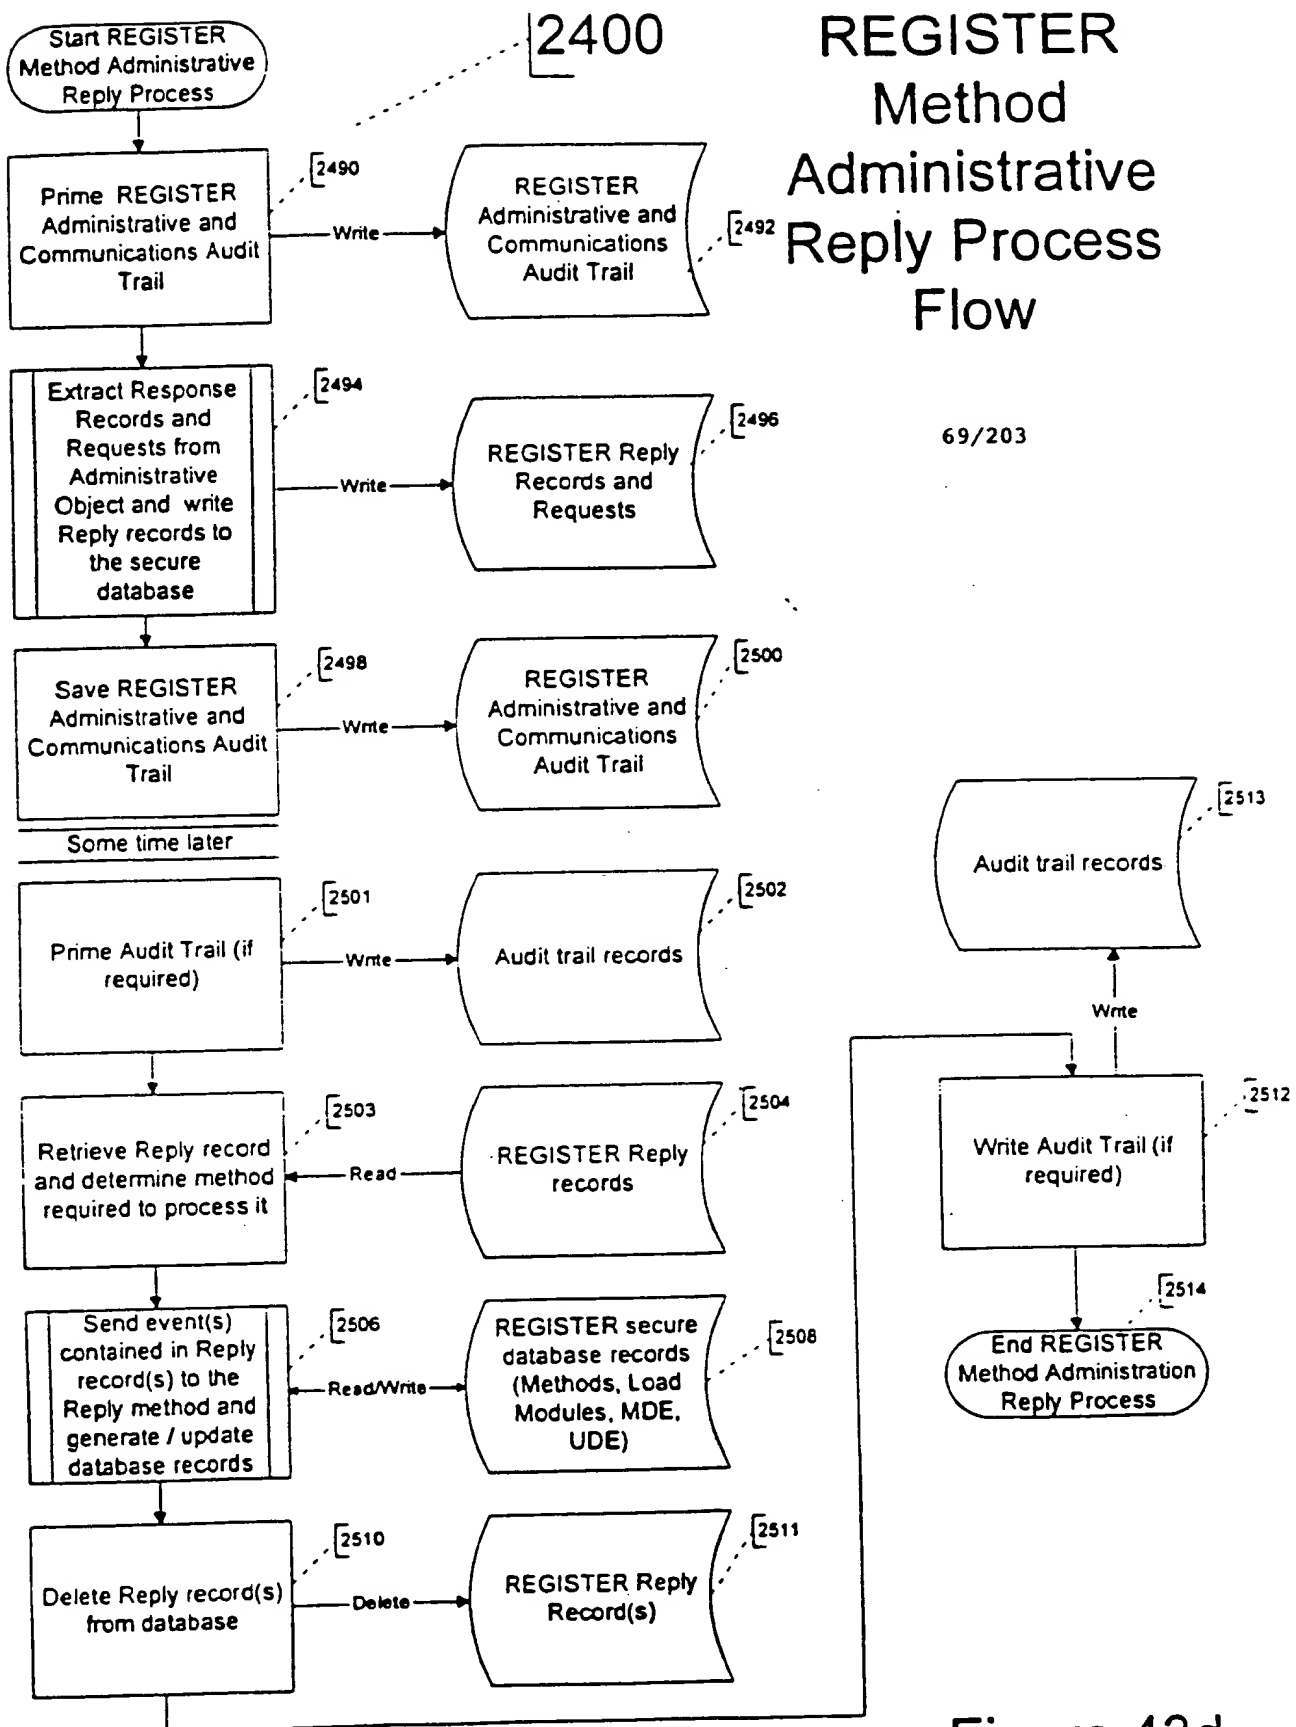 Start REGISTER
Method Administrative
Reply Process
2400
REGISTER
Method
Administrative
Reply Process
Flow
69/203
Prime REGISTER
Administrative and
Communications Audit
Trail
2490
Write
REGISTER
Administrative and
Communications
Audit Trail
2492
Extract Response
Records and
Requests from
Administrative
Object and write
Reply records to
the secure
database
2494
Write
REGISTER Reply
Records and
Requests
2496
Save REGISTER
Administrative and
Communications Audit
Trail
2498
Write
REGISTER
Administrative and
Communications
Audit Trail
2500
Some time later
Prime Audit Trail (if
required)
2501
Write
Audit trail records
2502
Retrieve Reply record
and determine method
required to process it
2503
Read
REGISTER Reply
records
2504
Send event(s)
contained in Reply
record(s) to the
Reply method and
generate / update
database records
2506
Read/Write
REGISTER secure
database records
(Methods, Load
Modules, MDE,
UDE)
2508
Delete Reply record(s)
from database
2510
Delete
REGISTER Reply
Record(s)
2511
Audit trail records
2513
Write
Write Audit Trail (if
required)
2512
2514
End REGISTER
Method Administration
Reply Process
Figure 43d